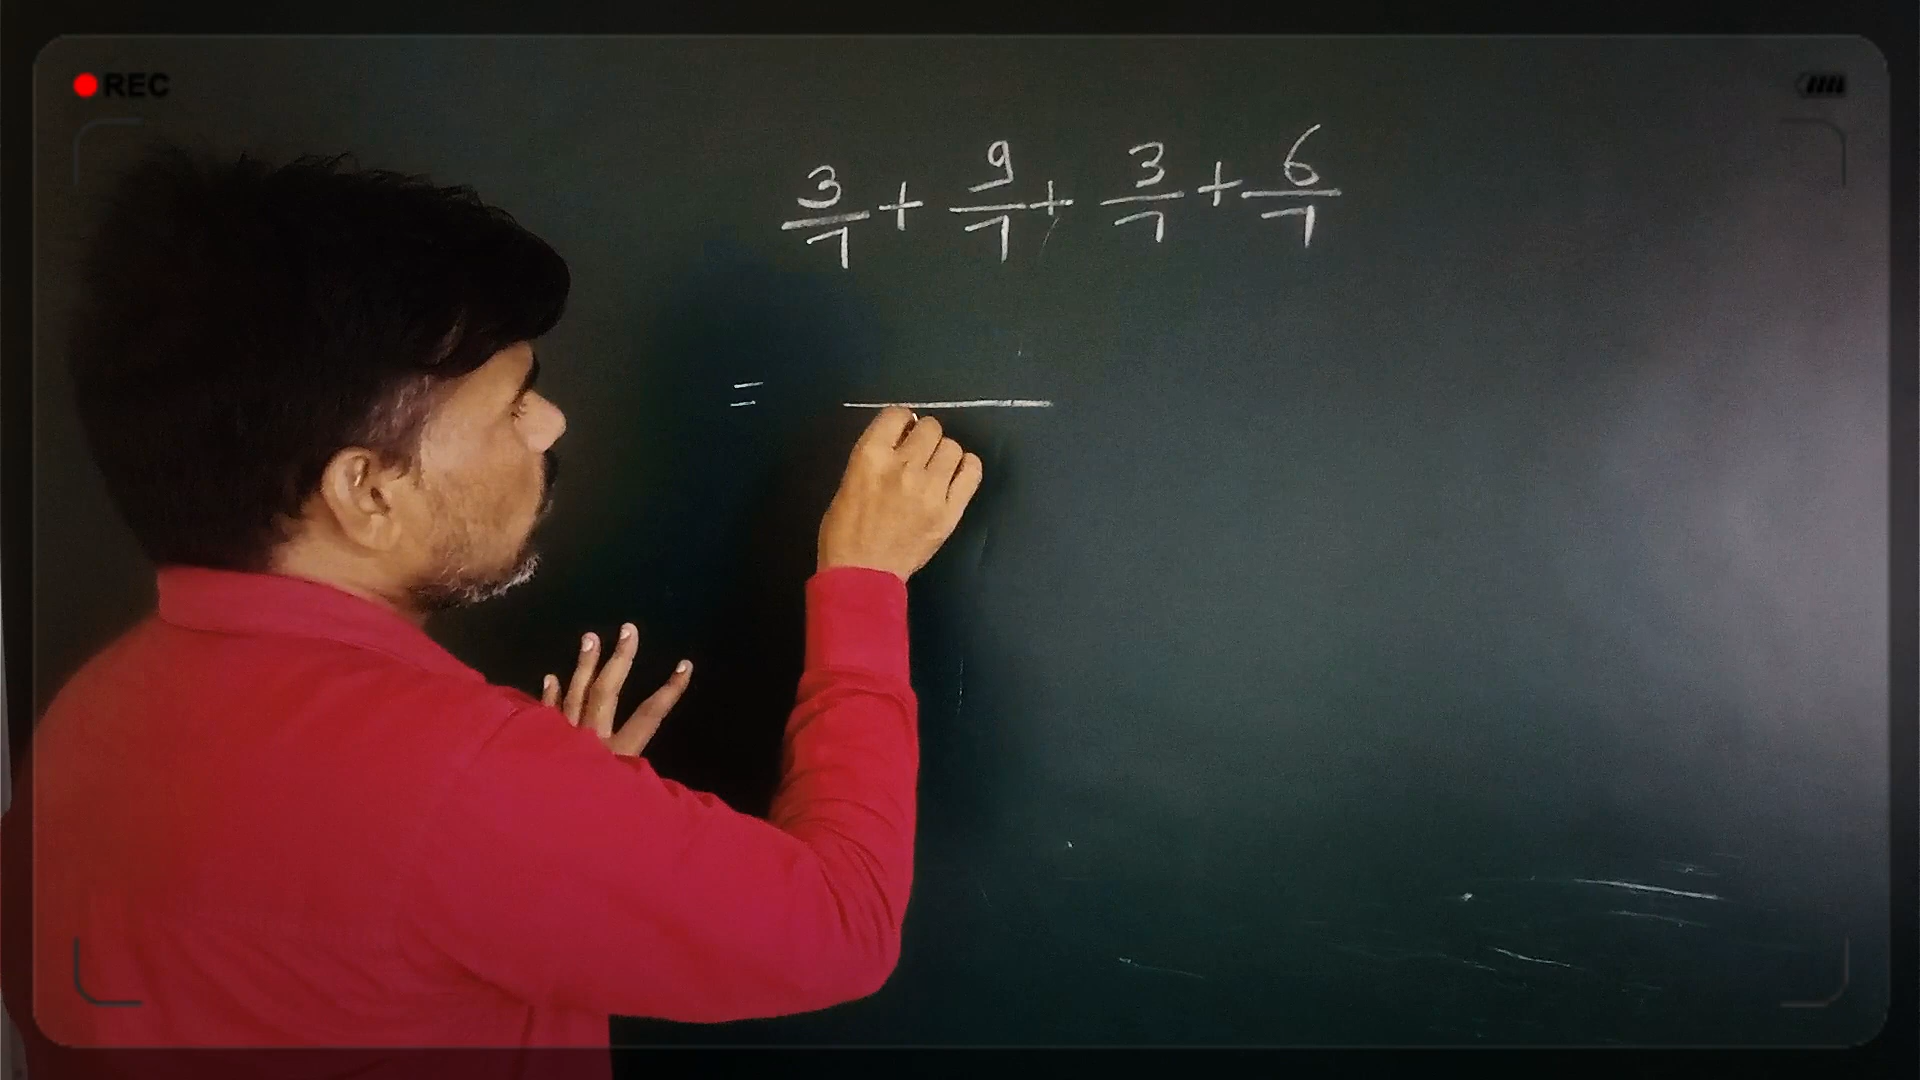 REC
3/7 + 9/7 + 3/7 + 6/7
=